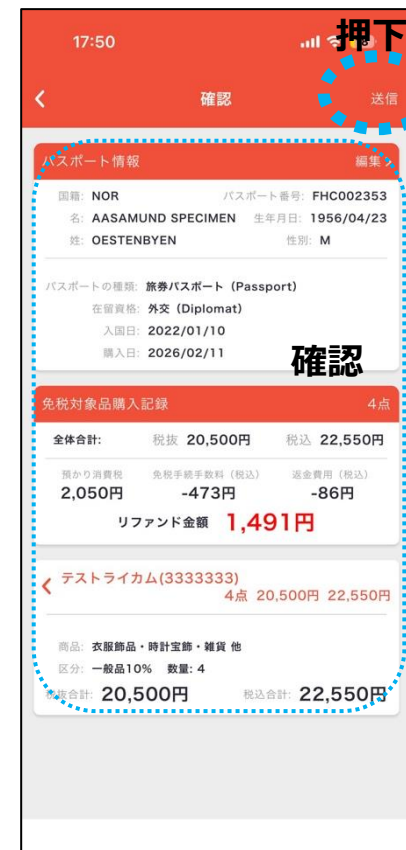 17:50
押下
確認
送信
パスポート情報 編集
国籍: NOR パスポート番号: FHC002353
名: AASAMUND SPECIMEN 生年月日: 1956/04/23
姓: OESTENBYEN 性別: M
パスポートの種類: 旅券パスポート（Passport）
在留資格: 外交（Diplomat）
入国日: 2022/01/10
購入日: 2026/02/11
確認
免税対象品購入記録 4点
全体合計: 税抜 20,500円 税込 22,550円
預かり消費税 免税手続手数料（税込） 返金費用（税込）
2,050円 -473円 -86円
リファンド金額 1,491円
テストライカム(3333333)
4点 20,500円 22,550円
商品: 衣服飾品・時計宝飾・雑貨 他
区分: 一般品10% 数量: 4
税抜合計: 20,500円 税込合計: 22,550円